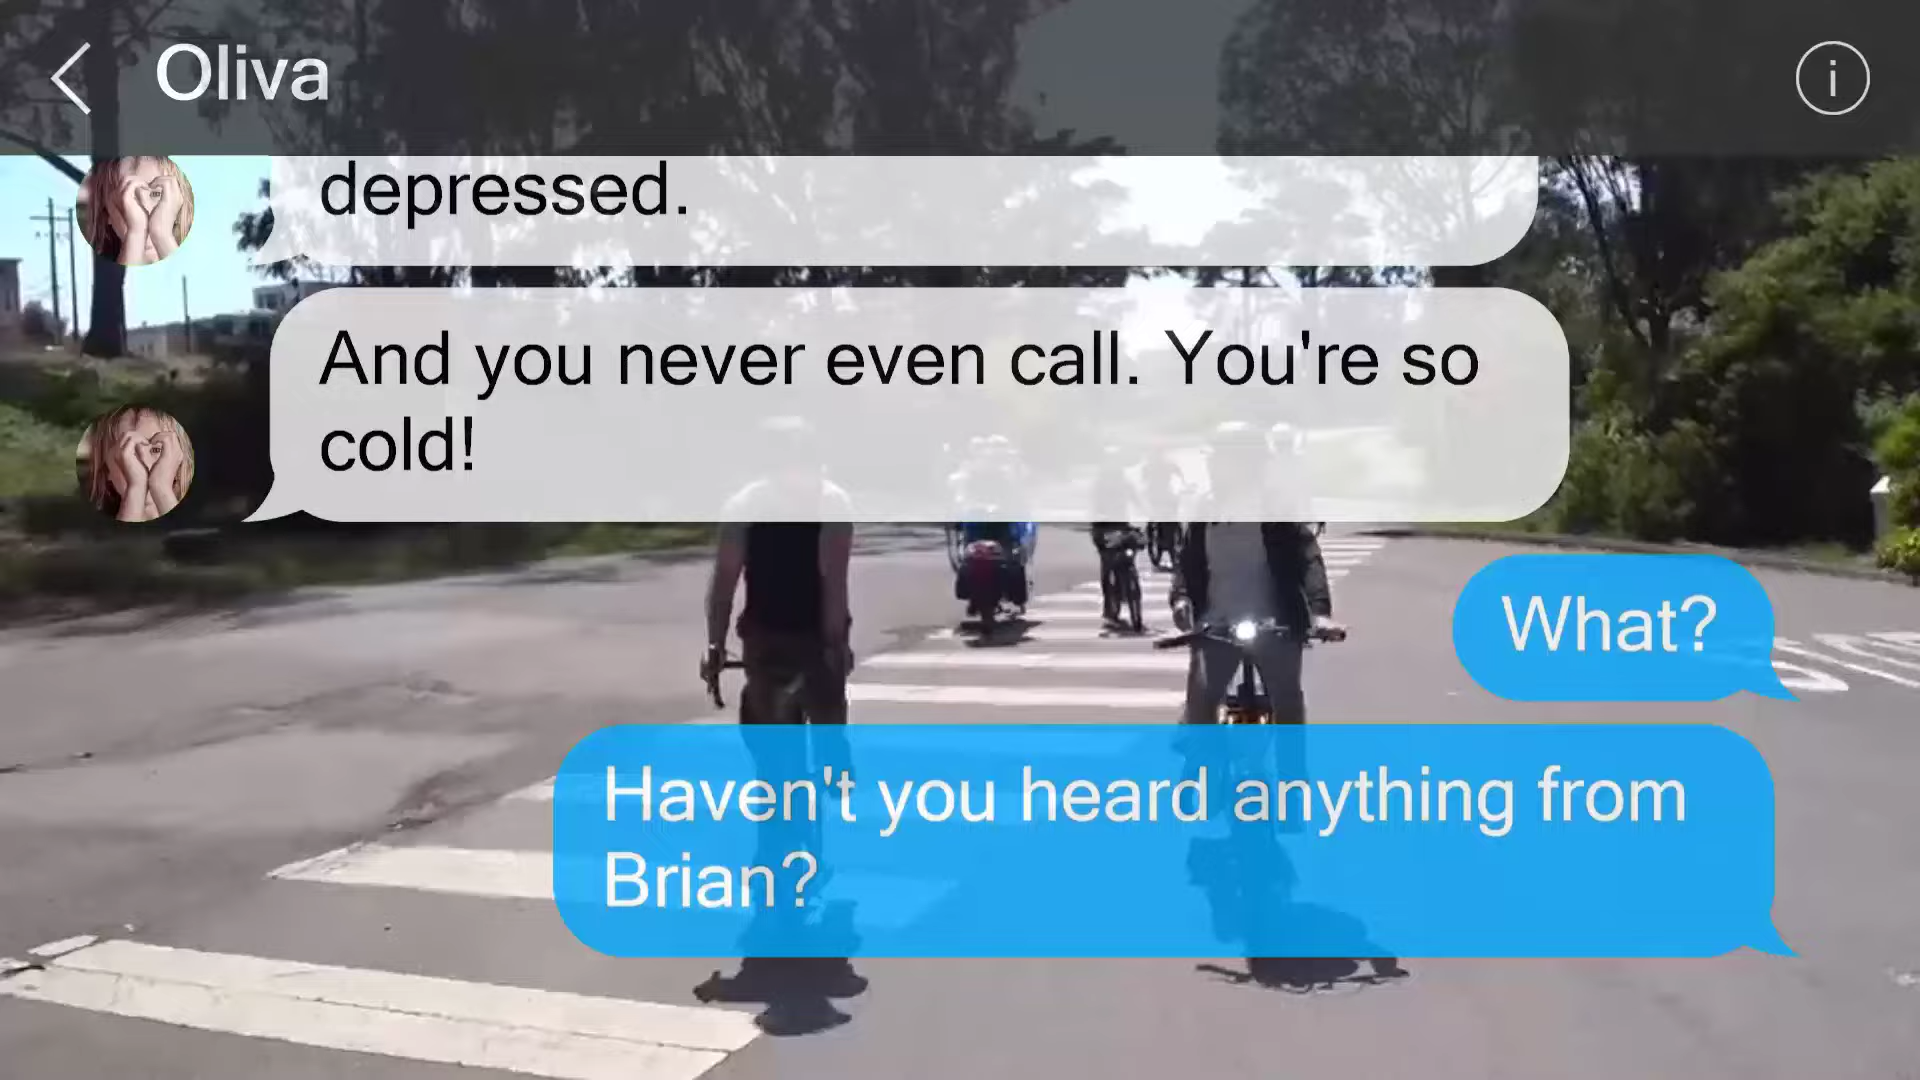 Oliva
depressed.
And you never even call. You're so
cold!
What?
Haven't you heard anything from
Brian?